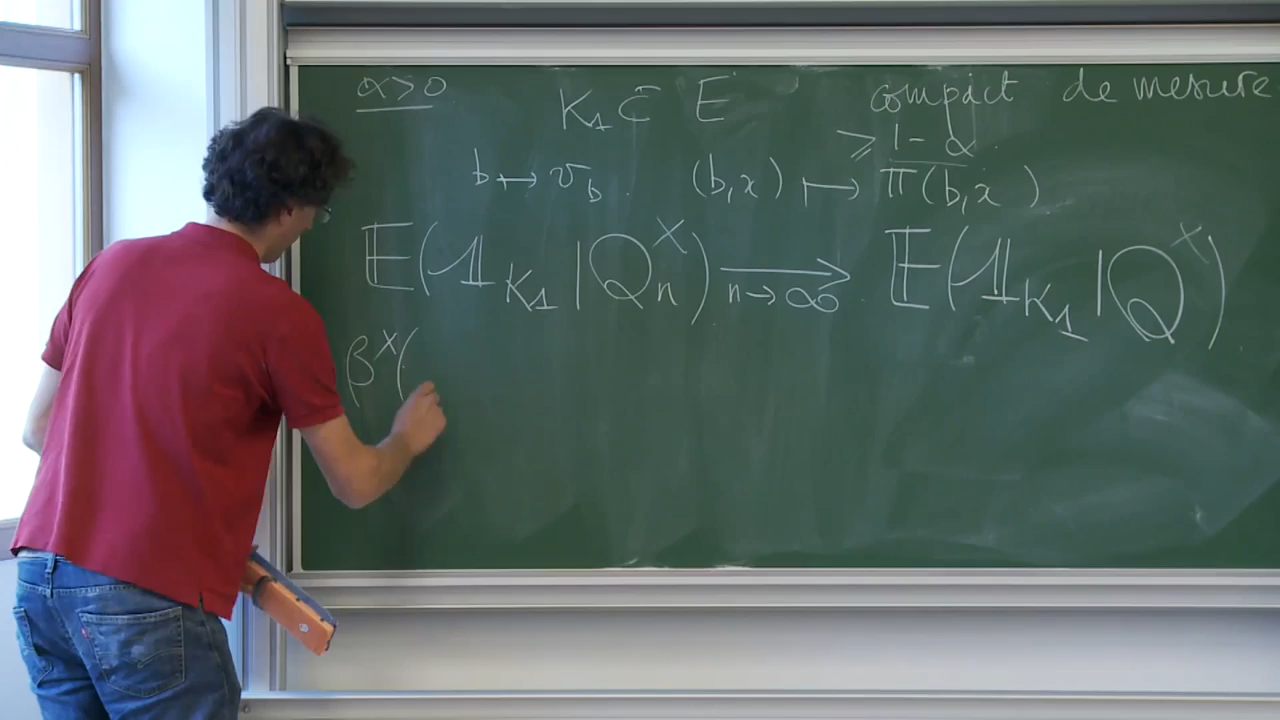 α>0 K₁ ⊂ E compact de mesure
≥ 1-α
b ↦ v_b (b,x) ↦ π(b,x)
𝔼(𝟙_{K₁} | Q_n^X) →_{n→∞} 𝔼(𝟙_{K₁} | Q^X)
β^X(